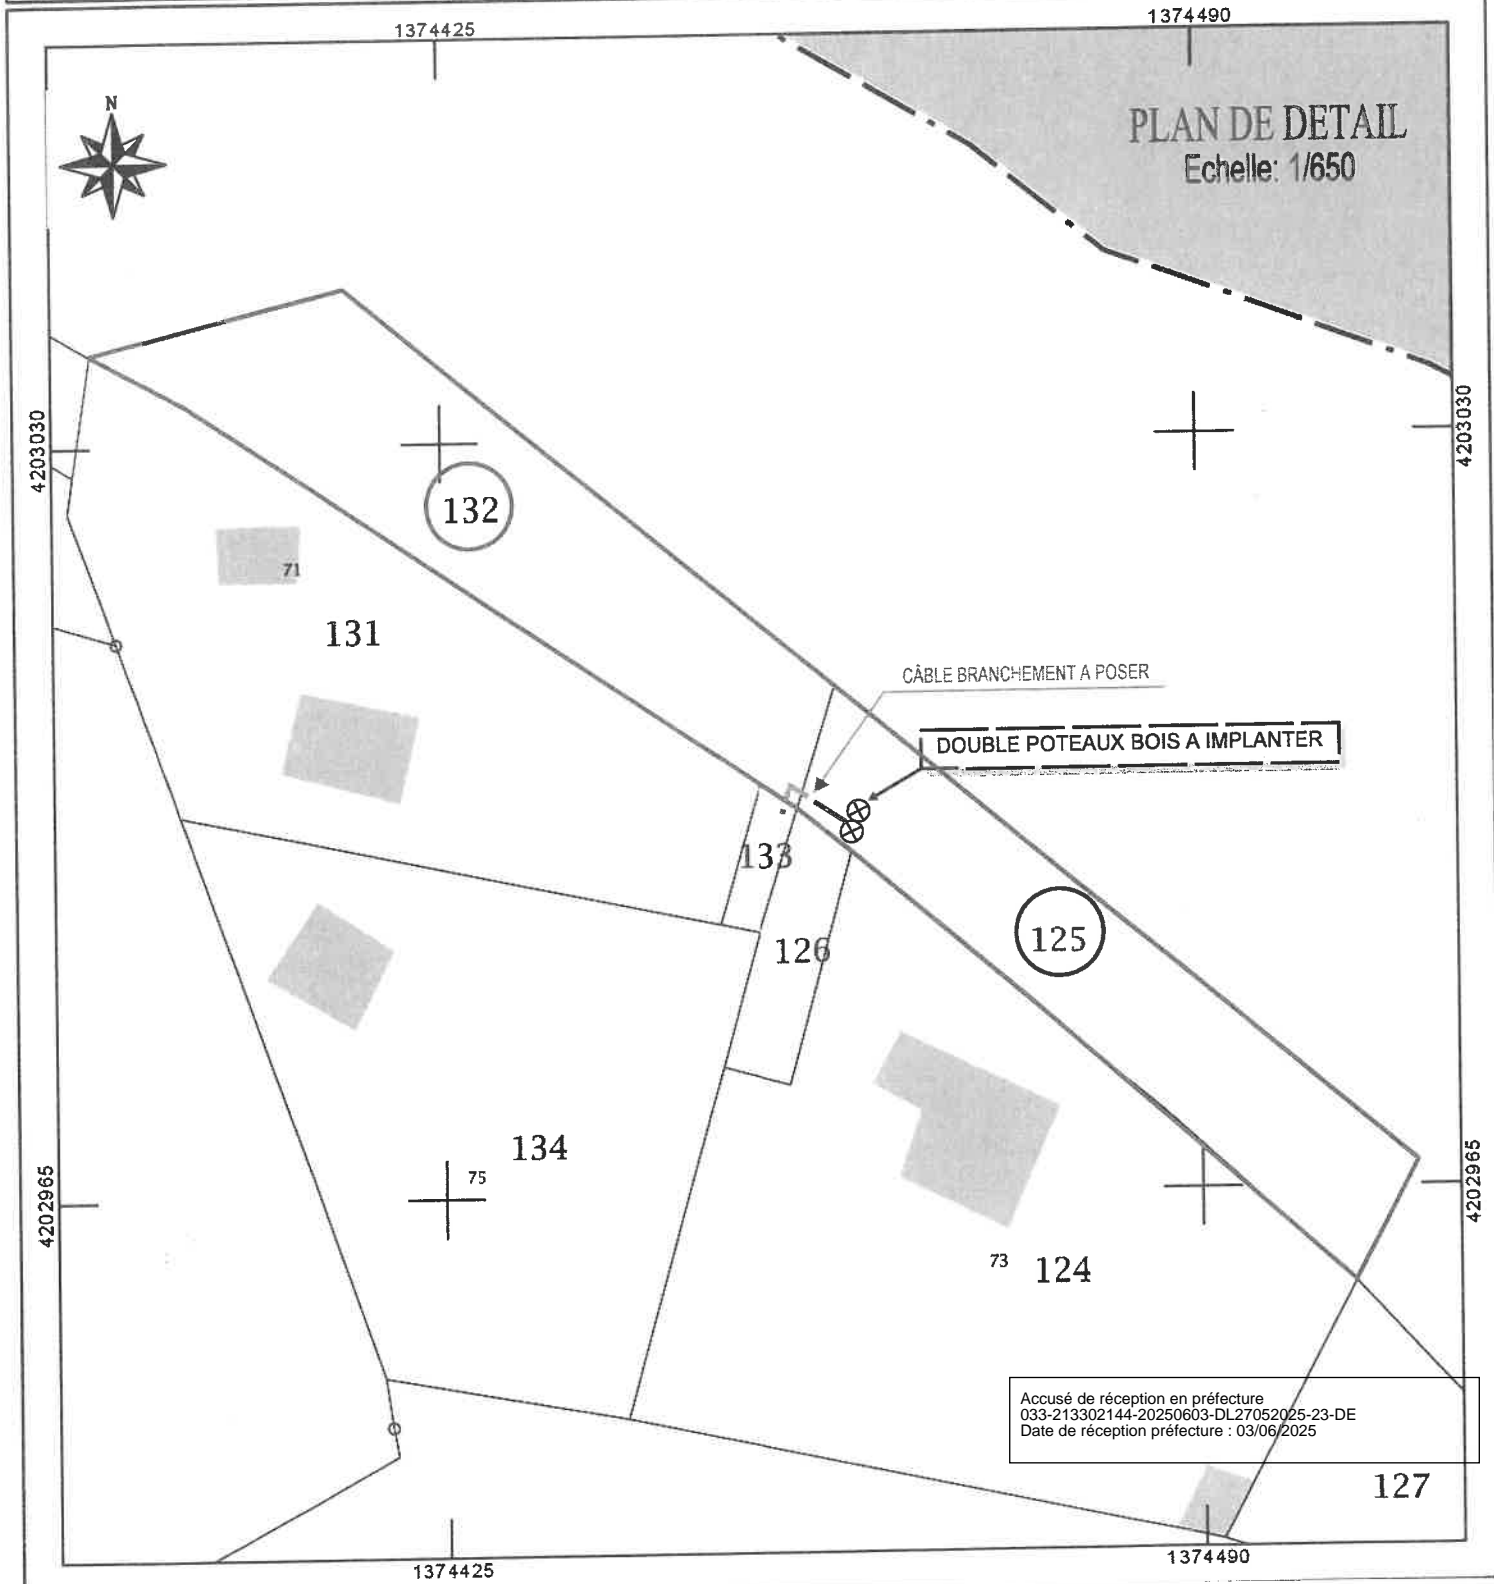 1374425
1374490
N
PLAN DE DETAIL
Echelle: 1/650
4203030
4203030
132
71
131
CÂBLE BRANCHEMENT A POSER
DOUBLE POTEAUX BOIS A IMPLANTER
133
126
125
134
75
4202965
4202965
73
124
Accusé de réception en préfecture
033-213302144-20250603-DL27052025-23-DE
Date de réception préfecture : 03/06/2025
127
1374425
1374490